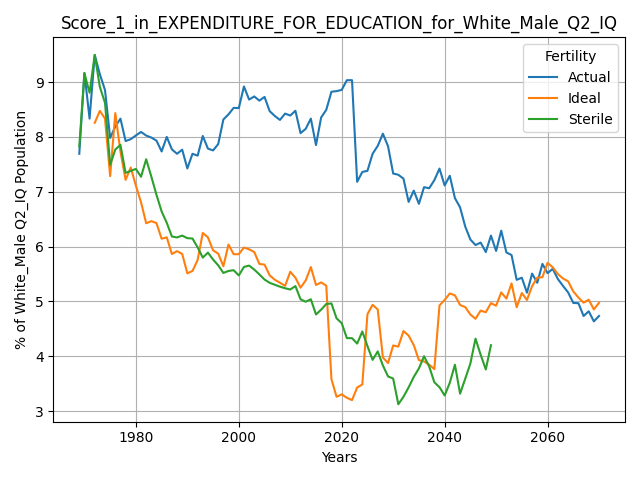 Score_1_in_EXPENDITURE_FOR_EDUCATION_for_White_Male_Q2_IQ
Fertility
Actual
Ideal
Sterile
% of White_Male Q2_IQ Population
9
8
7
6
5
4
3
1980
2000
2020
2040
2060
Years